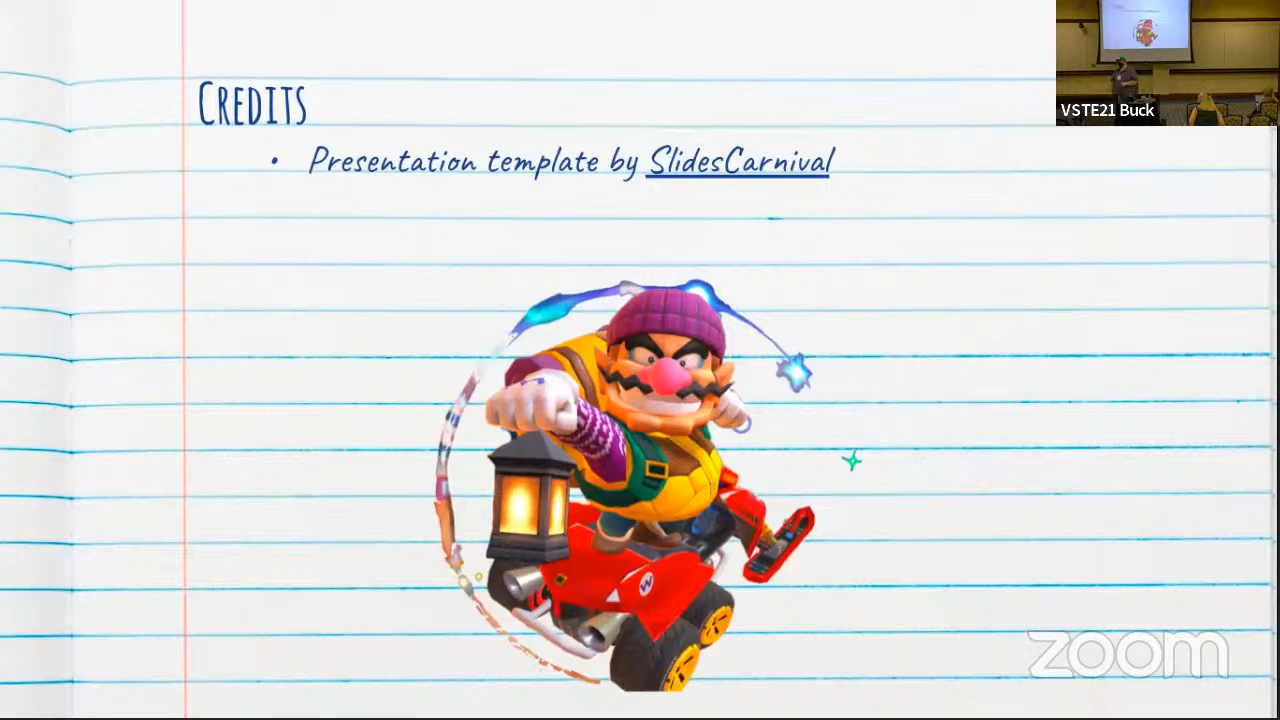 Credits
• Presentation template by SlidesCarnival
VSTE21 Buck
W
zoom